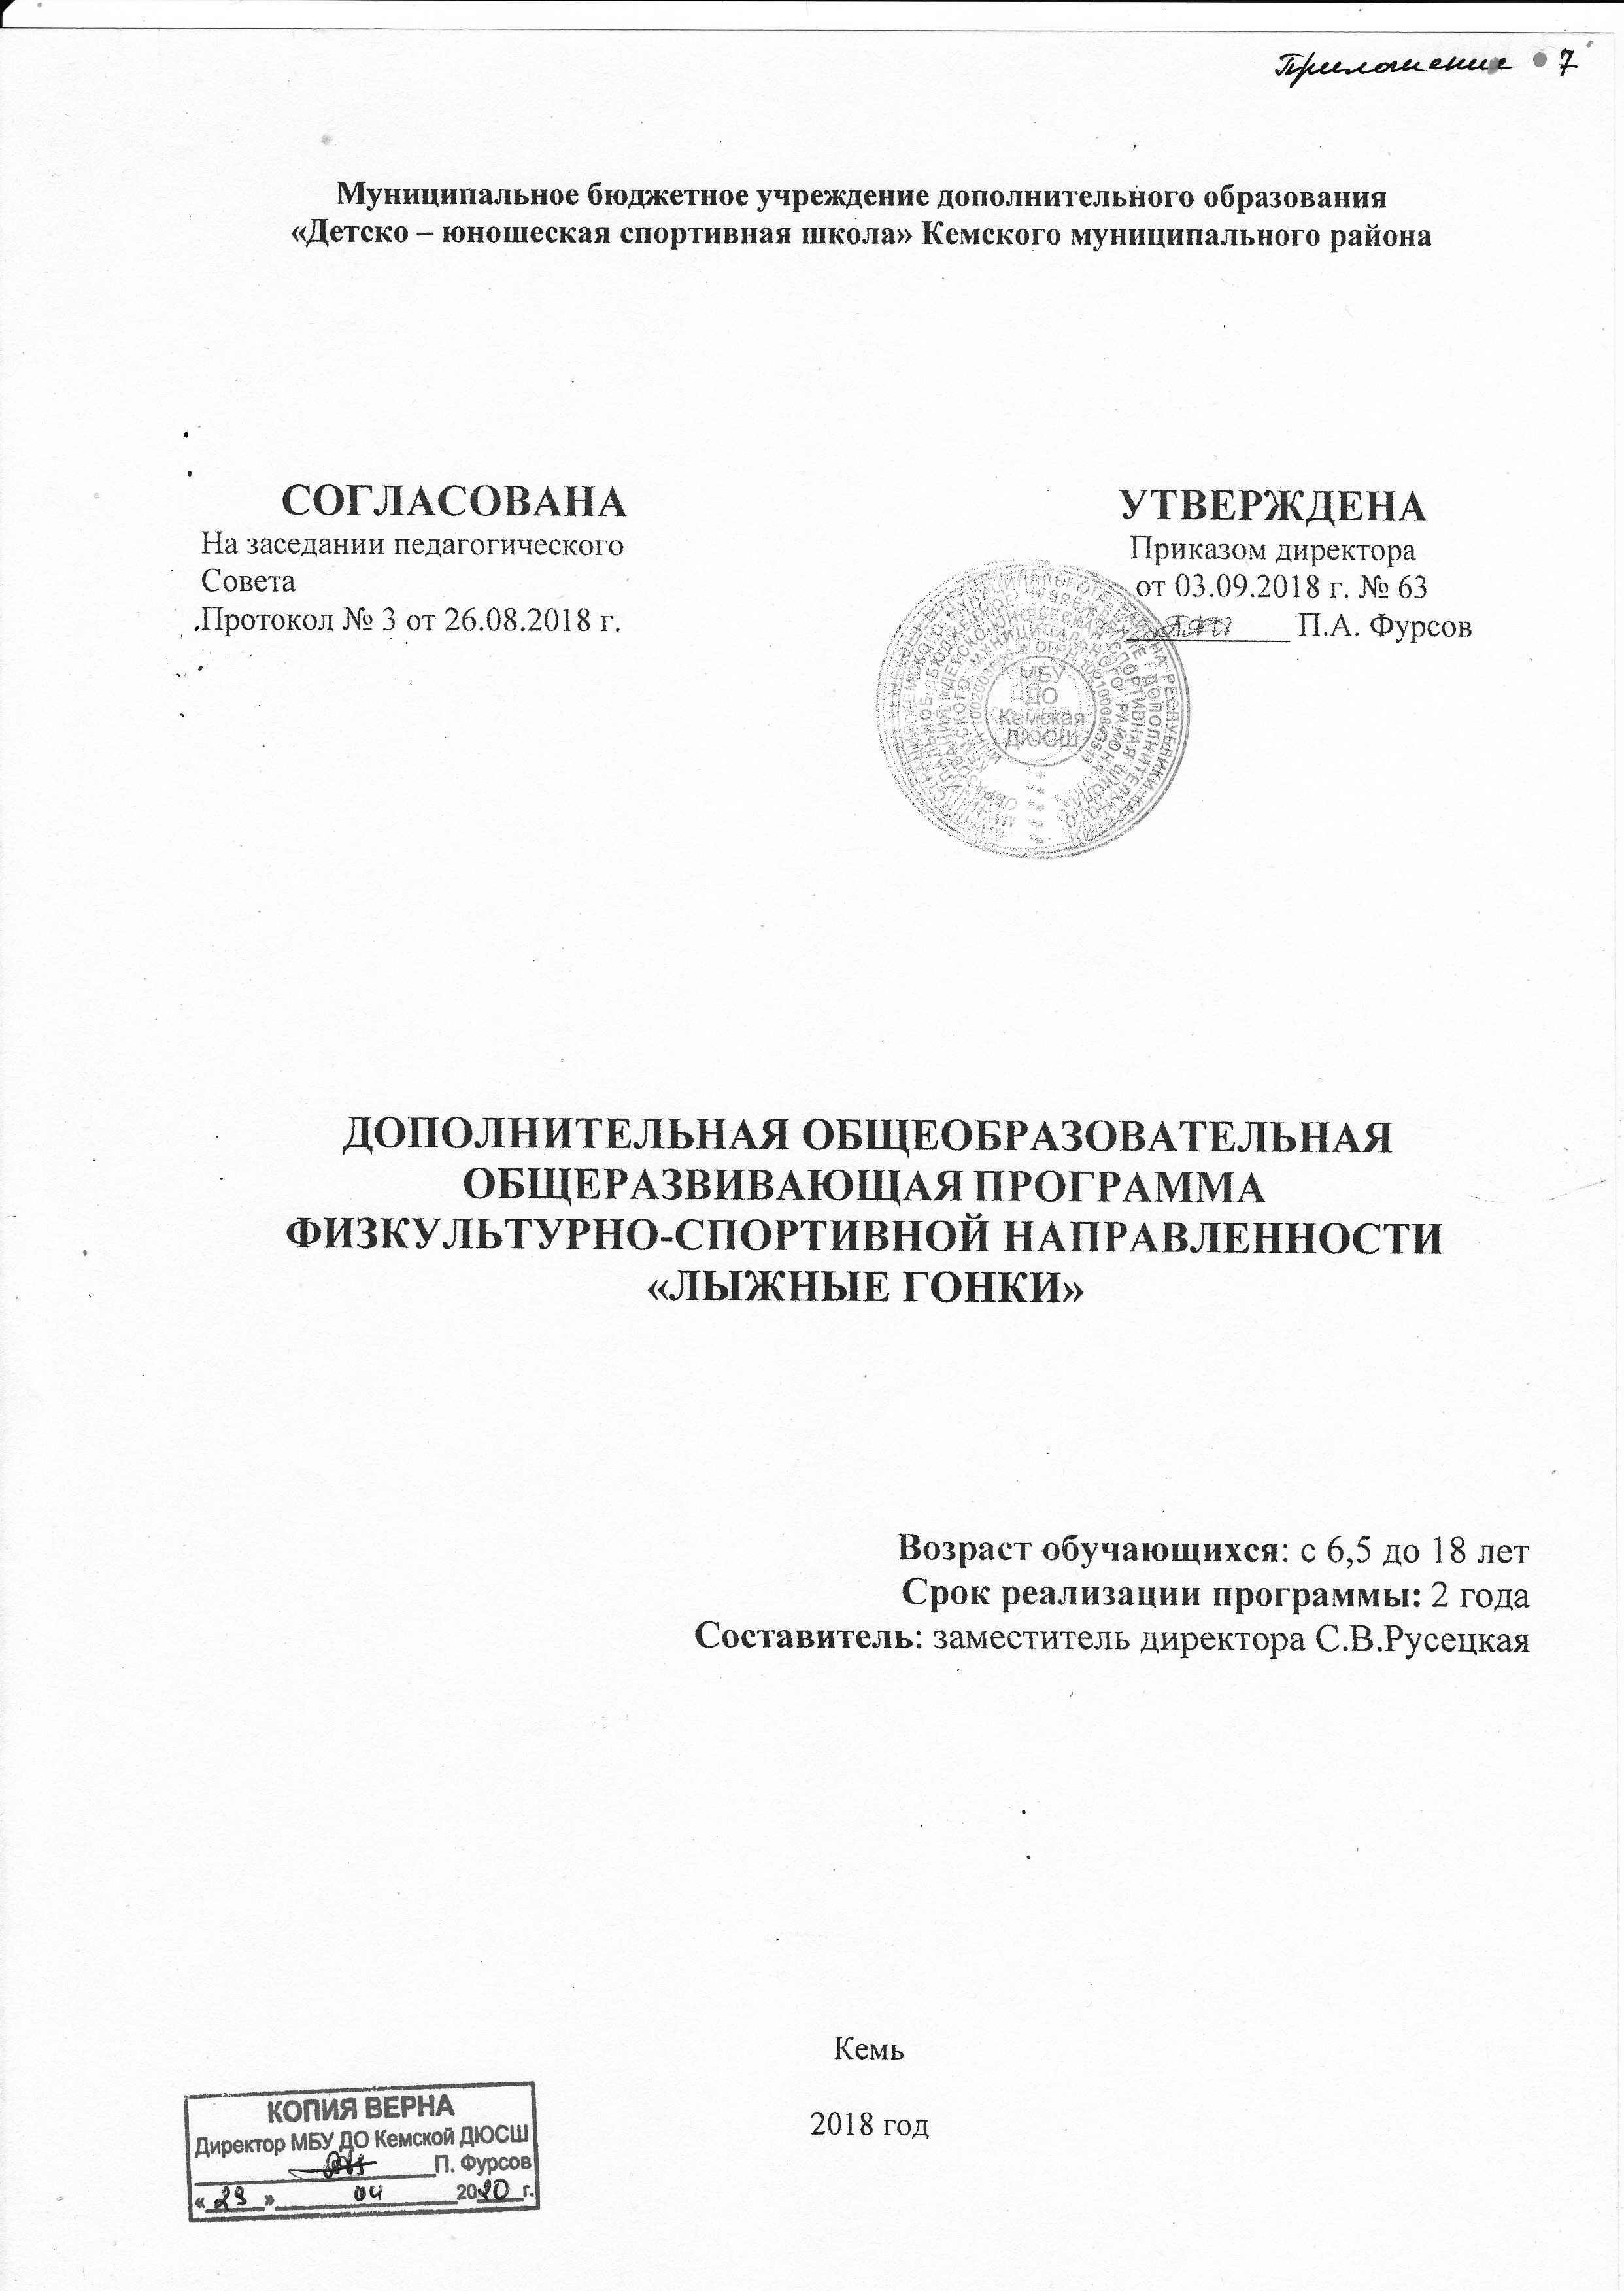 Приложение 7
Муниципальное бюджетное учреждение дополнительного образования
«Детско – юношеская спортивная школа» Кемского муниципального района
СОГЛАСОВАНА
На заседании педагогического
Совета
Протокол № 3 от 26.08.2018 г.
УТВЕРЖДЕНА
Приказом директора
от 03.09.2018 г. № 63
П.А. Фурсов
МБУ
ДО
Кемская
ДЮСШ
ДОПОЛНИТЕЛЬНАЯ ОБЩЕОБРАЗОВАТЕЛЬНАЯ
ОБЩЕРАЗВИВАЮЩАЯ ПРОГРАММА
ФИЗКУЛЬТУРНО-СПОРТИВНОЙ НАПРАВЛЕННОСТИ
«ЛЫЖНЫЕ ГОНКИ»
Возраст обучающихся: с 6,5 до 18 лет
Срок реализации программы: 2 года
Составитель: заместитель директора С.В.Русецкая
Кемь
2018 год
КОПИЯ ВЕРНА
Директор МБУ ДО Кемской ДЮСШ
П. Фурсов
«29» 04 2020 г.